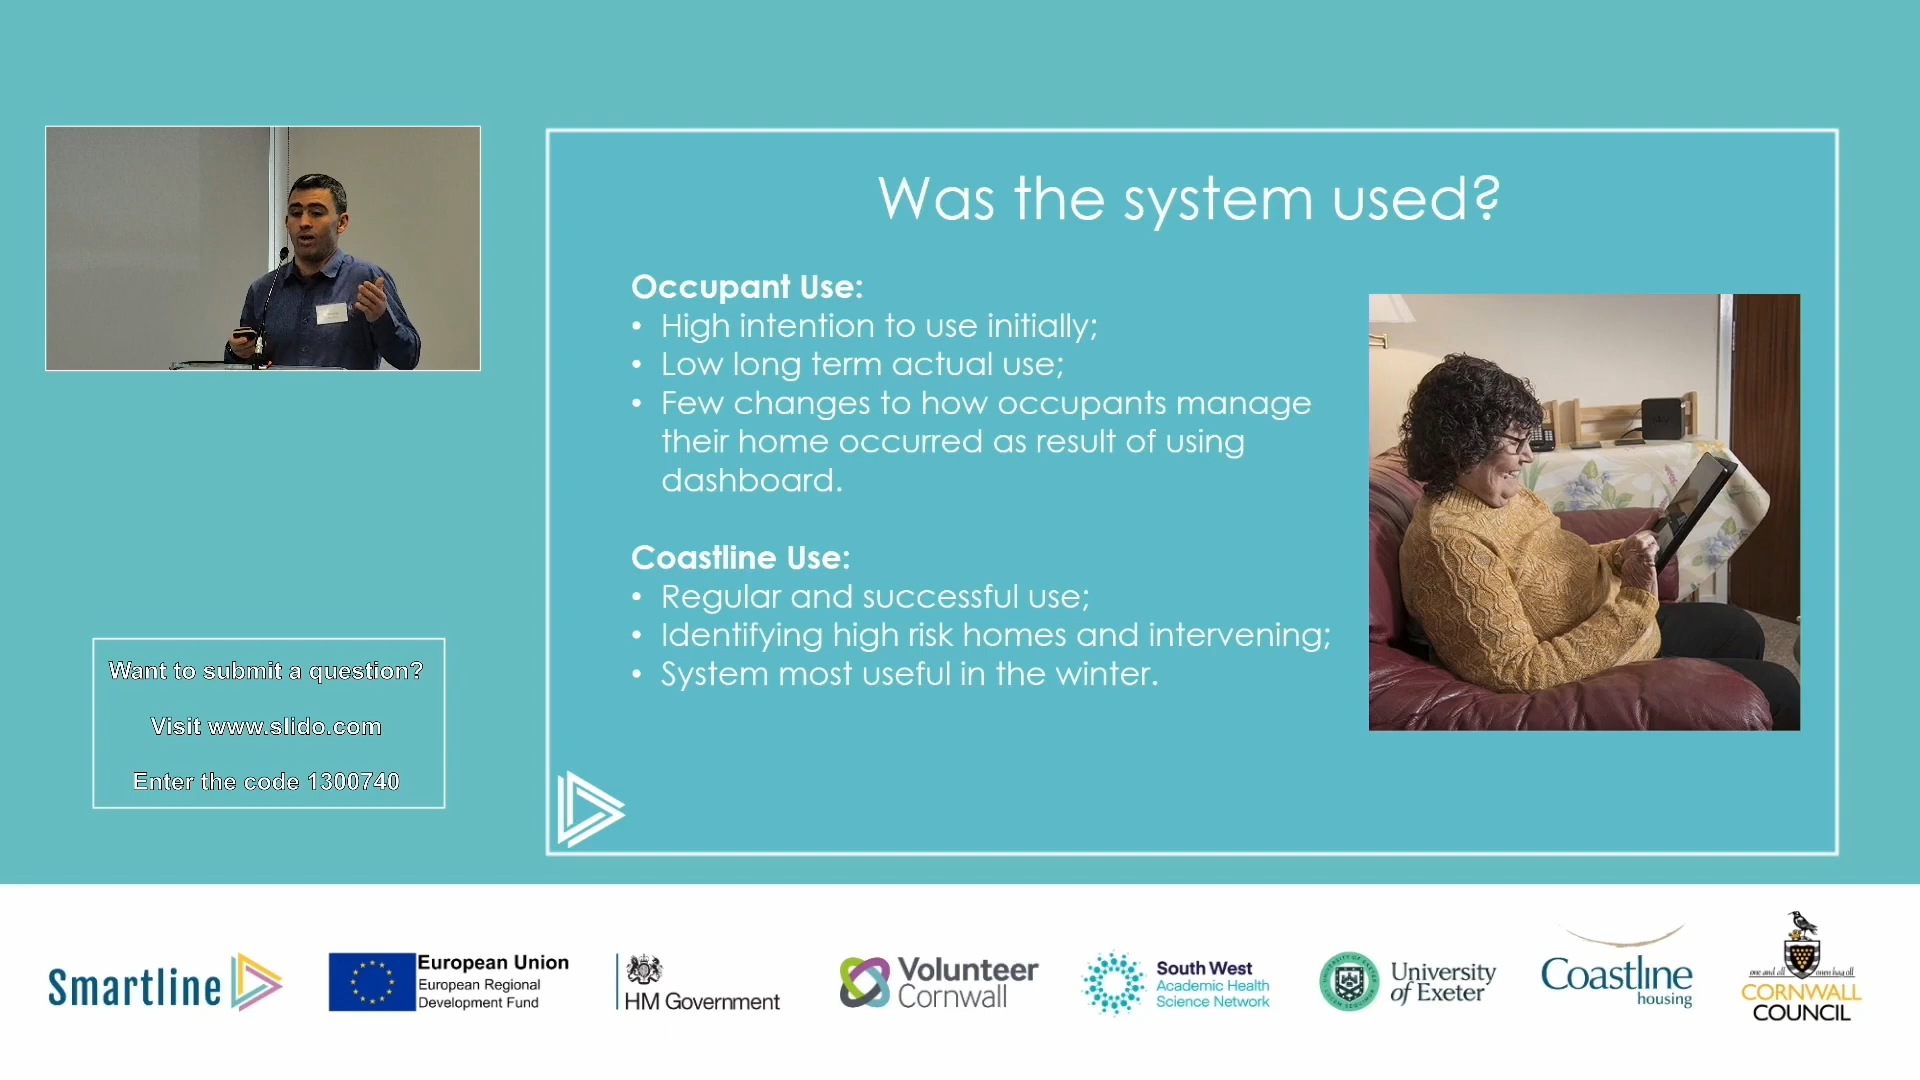 Was the system used?
Occupant Use:
• High intention to use initially;
• Low long term actual use;
• Few changes to how occupants manage
their home occurred as result of using
dashboard.
Coastline Use:
• Regular and successful use;
• Identifying high risk homes and intervening;
• System most useful in the winter.
Want to submit a question?
Visit www.slido.com
Enter the code 1300740
Smartline
European Union
European Regional
Development Fund
HM Government
Volunteer
Cornwall
South West
Academic Health
Science Network
University
of Exeter
Coastline
housing
one and all
CORNWALL
COUNCIL